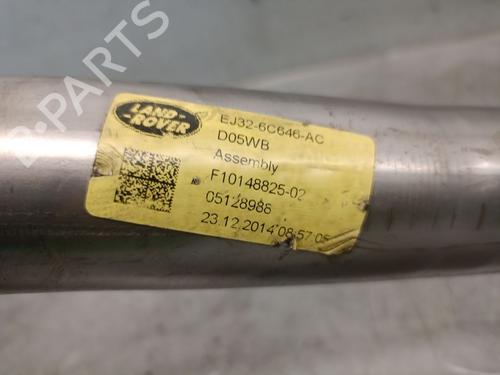 B-PARTS
LAND-
-ROVER
EJ32-6C646-AC
D05WB
Assembly
F10148825-02
05128986
23.12.2014 08:57:05